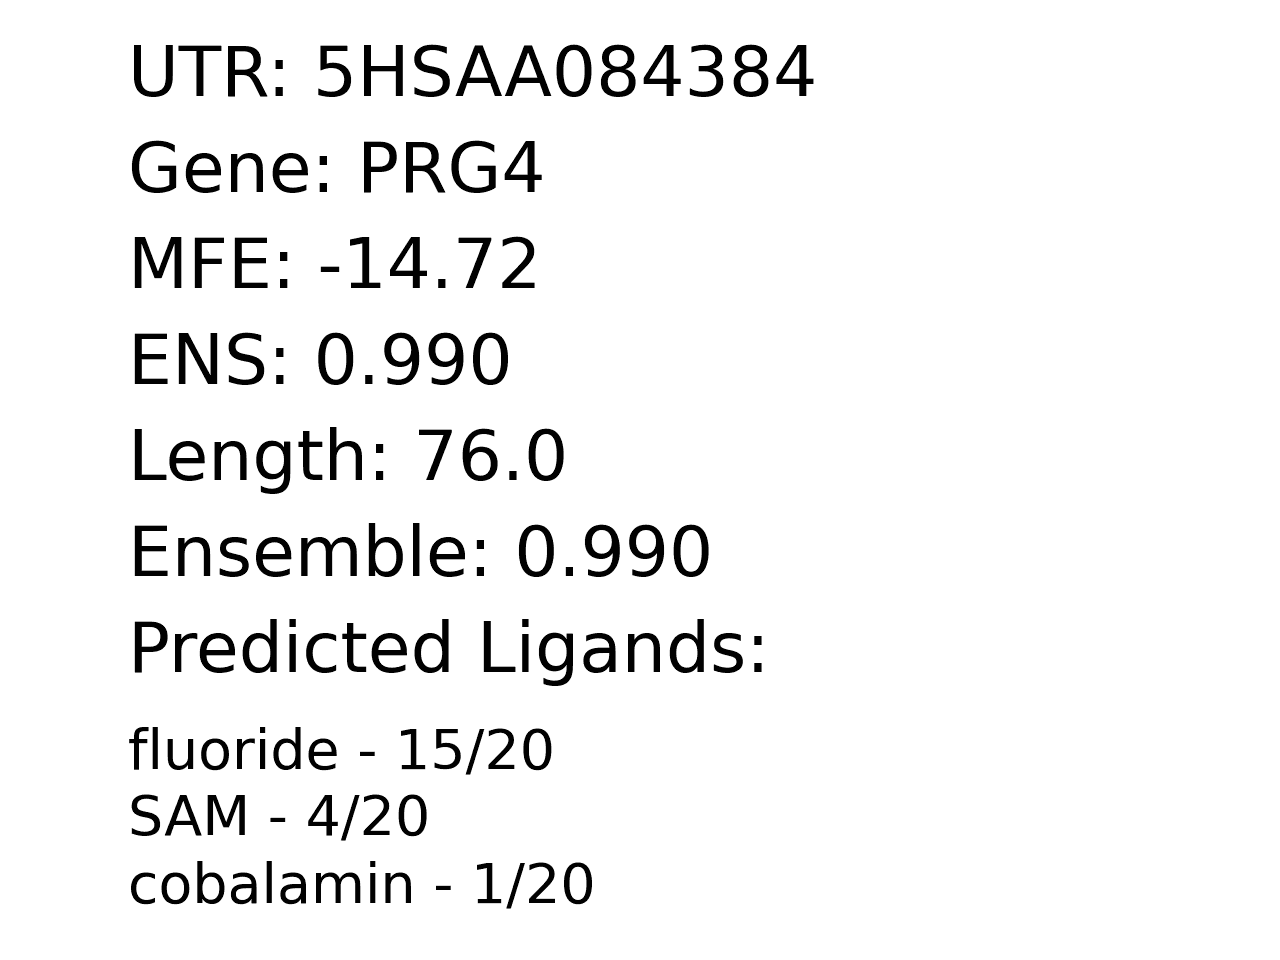 UTR: 5HSAA084384
Gene: PRG4
MFE: -14.72
ENS: 0.990
Length: 76.0
Ensemble: 0.990
Predicted Ligands:
fluoride - 15/20
SAM - 4/20
cobalamin - 1/20